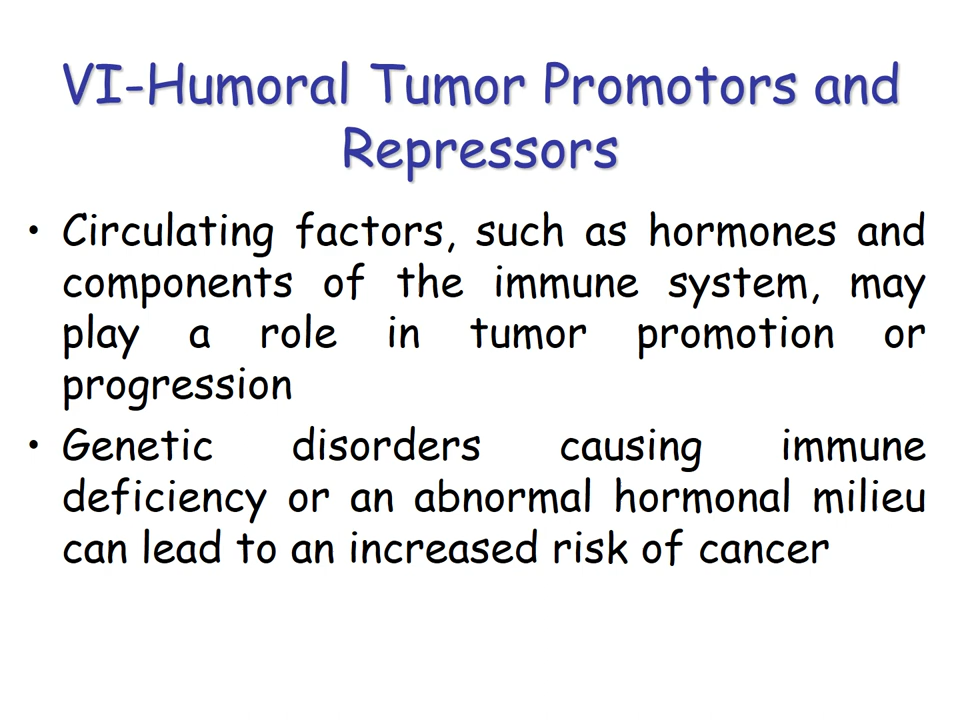 VI-Humoral Tumor Promotors and
Repressors
• Circulating factors, such as hormones and
components of the immune system, may
play a role in tumor promotion or
progression
• Genetic disorders causing immune
deficiency or an abnormal hormonal milieu
can lead to an increased risk of cancer